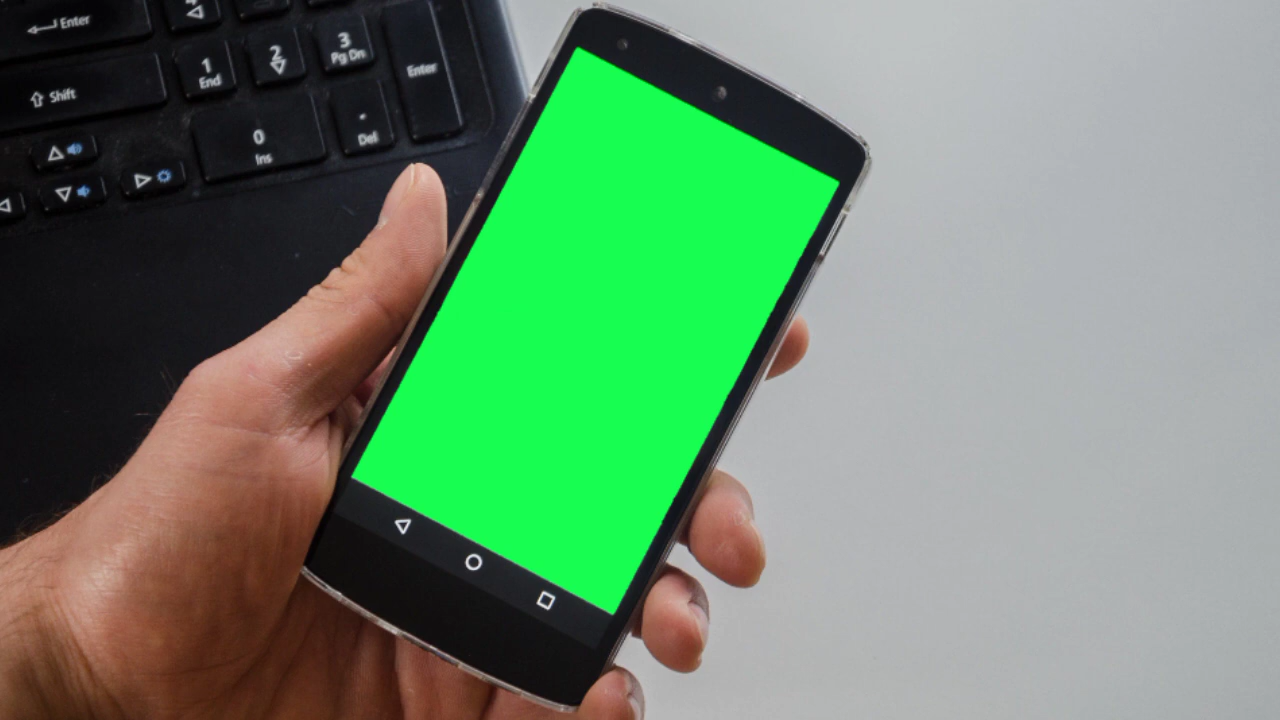 Enter
1
End
2
3
Pg Dn
Enter
Shift
0
Ins
.
Del